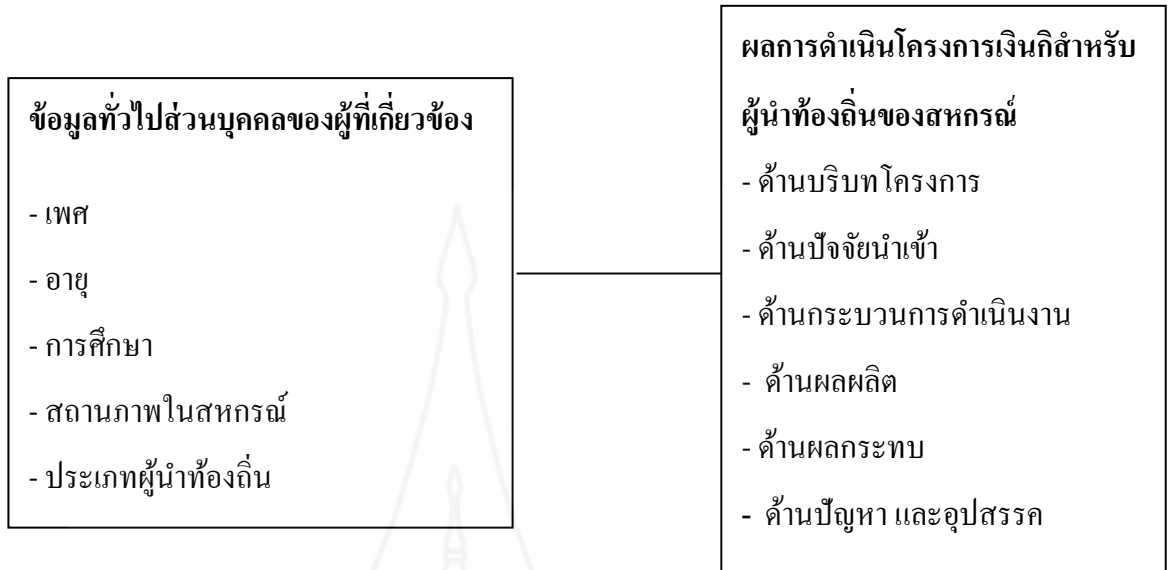 ข้อมูลทั่วไปส่วนบุคคลของผู้ที่เกี่ยวข้อง
- เพศ
- อายุ
- การศึกษา
- สถานภาพในสหกรณ์
- ประเภทผู้นำท้องถิ่น
ผลการดำเนินโครงการเงินกิสำหรับ
ผู้นำท้องถิ่นของสหกรณ์
- ด้านบริบทโครงการ
- ด้านปัจจัยนำเข้า
- ด้านกระบวนการดำเนินงาน
- ด้านผลผลิต
- ด้านผลกระทบ
- ด้านปัญหา และอุปสรรค